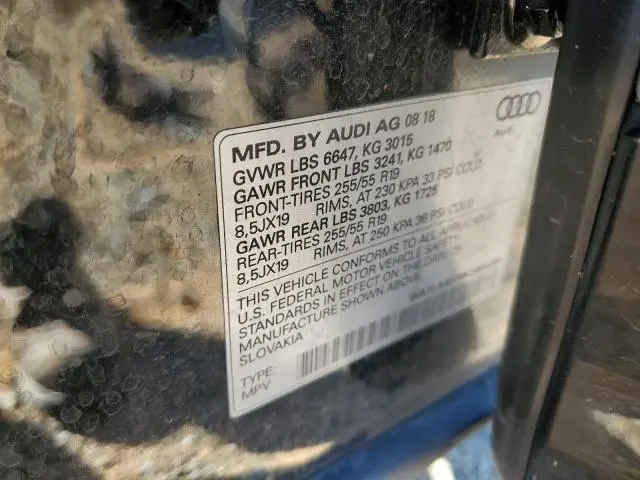 MFD. BY AUDI AG 08 18
GVWR LBS 6647, KG 3015
GAWR FRONT LBS 3241, KG 1470
FRONT-TIRES 255/55 R19
8,5JX19 RIMS, AT 230 KPA 33 PSI COLD
GAWR REAR LBS 3803, KG 1725
REAR-TIRES 255/55 R19
8,5JX19 RIMS, AT 250 KPA 36 PSI COLD
THIS VEHICLE CONFORMS TO ALL APPLICABLE
U.S. FEDERAL MOTOR VEHICLE SAFETY
STANDARDS IN EFFECT ON THE DATE OF
MANUFACTURE SHOWN ABOVE.
SLOVAKIA
TYPE:
MPV
Audi